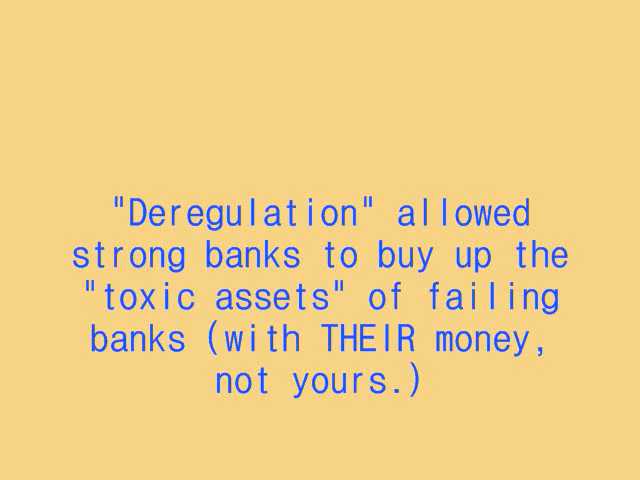 "Deregulation" allowed
strong banks to buy up the
"toxic assets" of failing
banks (with THEIR money,
not yours.)